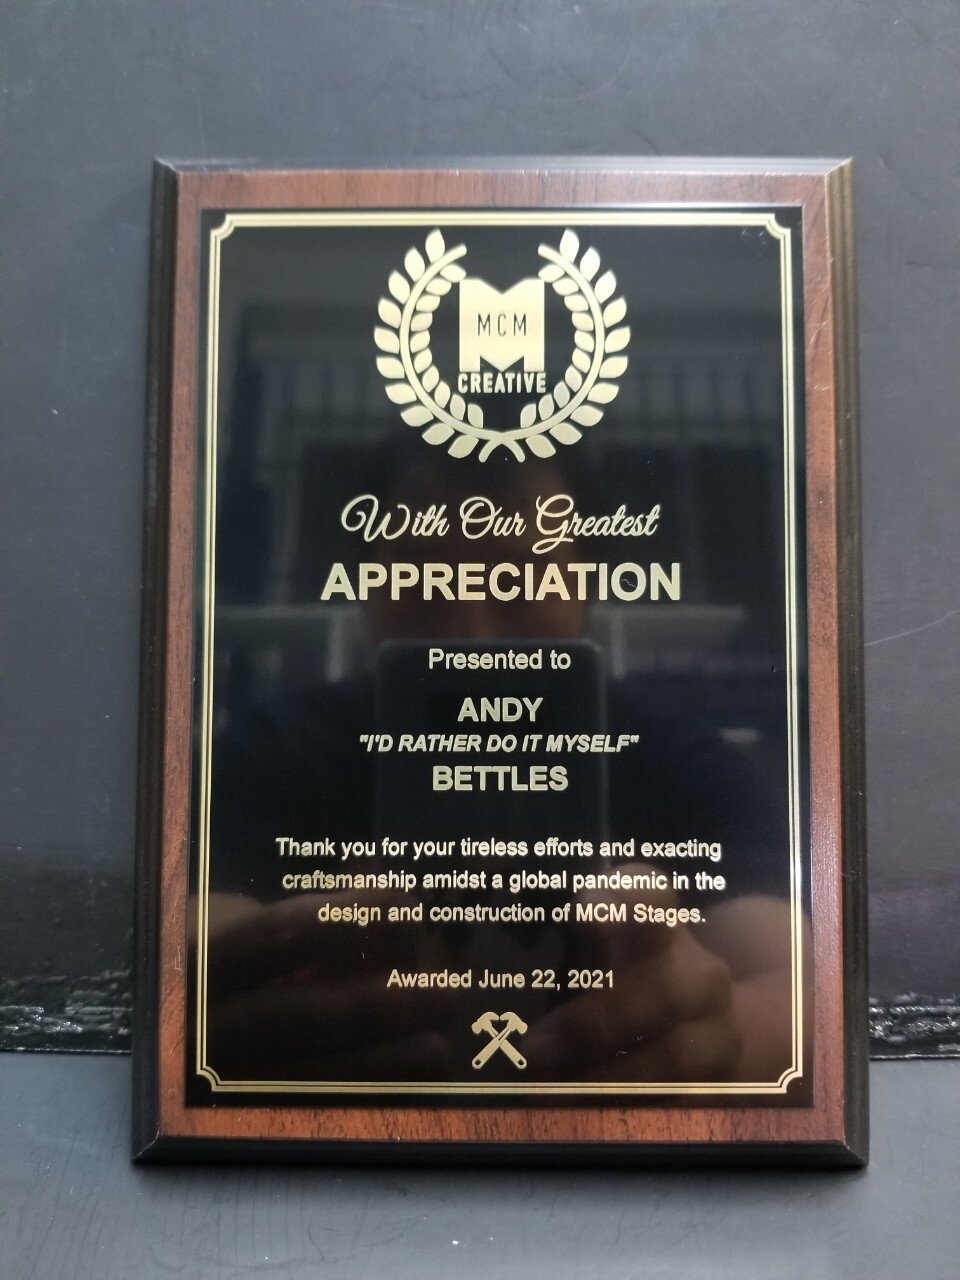 MCM
CREATIVE
With Our Greatest
APPRECIATION
Presented to
ANDY
"I'D RATHER DO IT MYSELF"
BETTLES
Thank you for your tireless efforts and exacting
craftsmanship amidst a global pandemic in the
design and construction of MCM Stages.
Awarded June 22, 2021